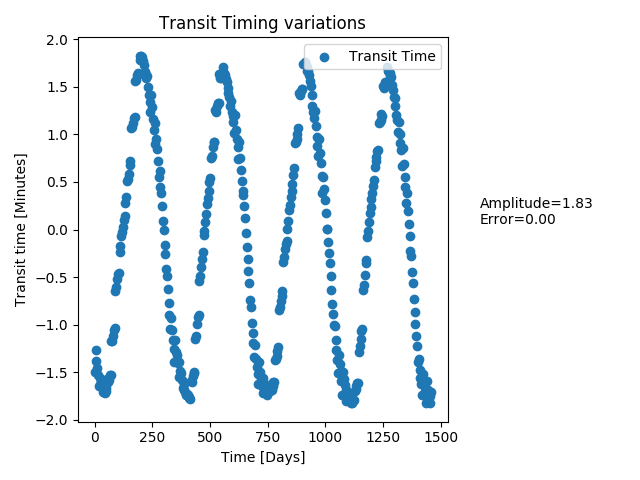 Transit Timing variations
Transit Time
2.0
1.5
1.0
0.5
0.0
−0.5
−1.0
−1.5
−2.0
Transit time [Minutes]
0
250
500
750
1000
1250
1500
Time [Days]
Amplitude=1.83
Error=0.00